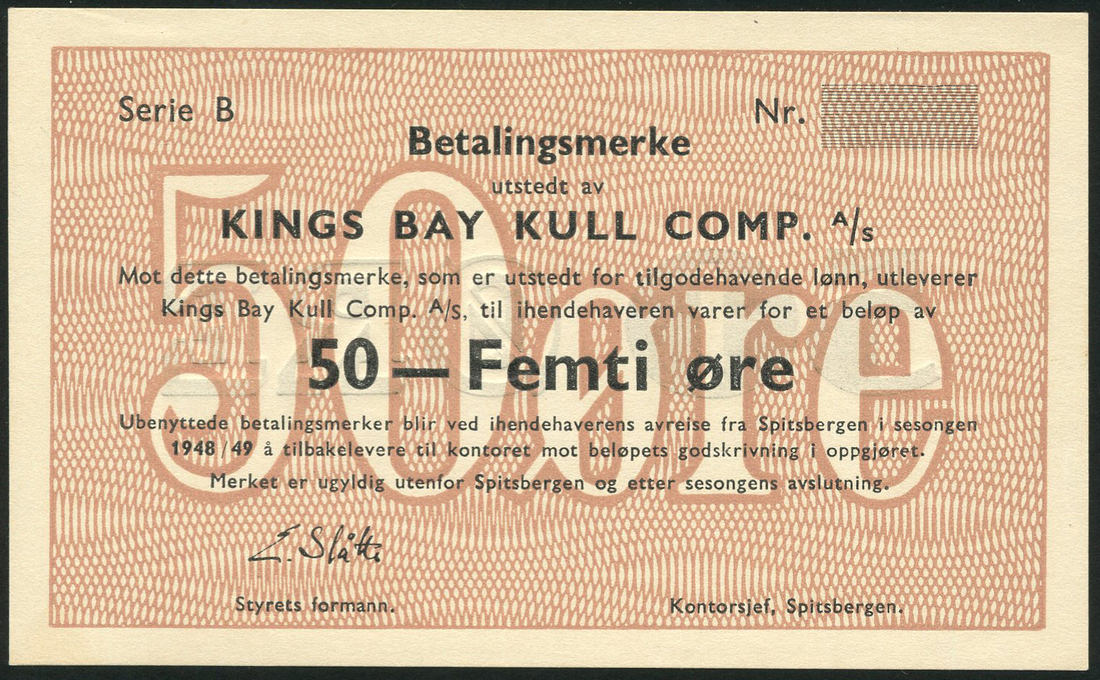 Serie B
Nr.
Betalingsmerke
utstedt av
KINGS BAY KULL COMP. A/S
Mot dette betalingsmerke, som er utstedt for tilgodehavende lønn, utleverer
Kings Bay Kull Comp. A/S, til ihendehaveren varer for et beløp av
50 — Femti øre
50 øre
Ubenyttede betalingsmerker blir ved ihendehaverens avreise fra Spitsbergen i sesongen
1948/49 å tilbakelevere til kontoret mot beløpets godskrivning i oppgjøret.
Merket er ugyldig utenfor Spitsbergen og etter sesongens avslutning.
E. Slåtto
Styrets formann.
Kontorsjef, Spitsbergen.